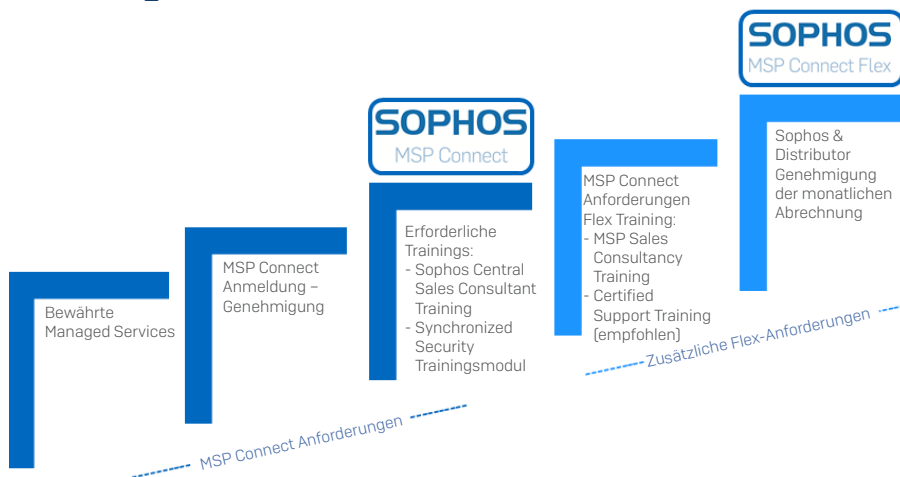 Bewährte
Managed Services
MSP Connect
Anmeldung –
Genehmigung
SOPHOS
MSP Connect
Erforderliche
Trainings:
- Sophos Central
Sales Consultant
Training
- Synchronized
Security
Trainingsmodul
MSP Connect Anforderungen
MSP Connect
Anforderungen
Flex Training:
- MSP Sales
Consultancy
Training
- Certified
Support Training
(empfohlen)
SOPHOS
MSP Connect Flex
Sophos &
Distributor
Genehmigung
der monatlichen
Abrechnung
Zusätzliche Flex-Anforderungen